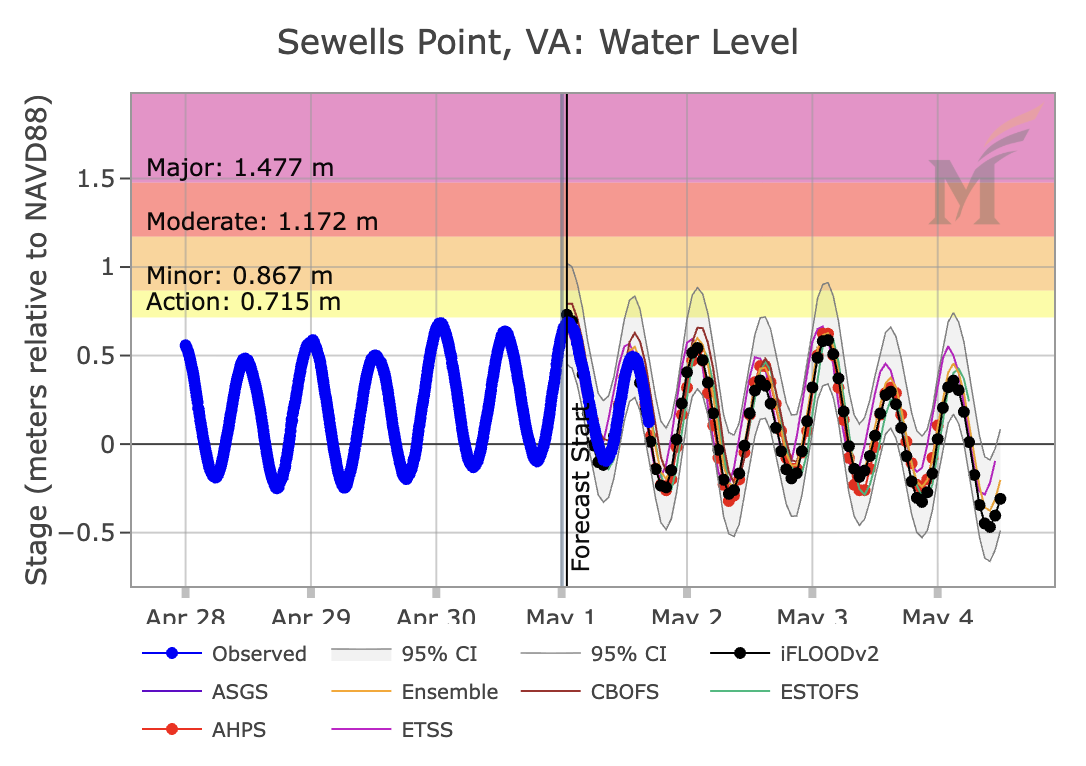 Sewells Point, VA: Water Level
Stage (meters relative to NAVD88)
1.5
1
0.5
0
−0.5
Major: 1.477 m
Moderate: 1.172 m
Minor: 0.867 m
Action: 0.715 m
Forecast Start
M
Apr 28
Apr 29
Apr 30
May 1
May 2
May 3
May 4
Observed
95% CI
95% CI
iFLOODv2
ASGS
Ensemble
CBOFS
ESTOFS
AHPS
ETSS